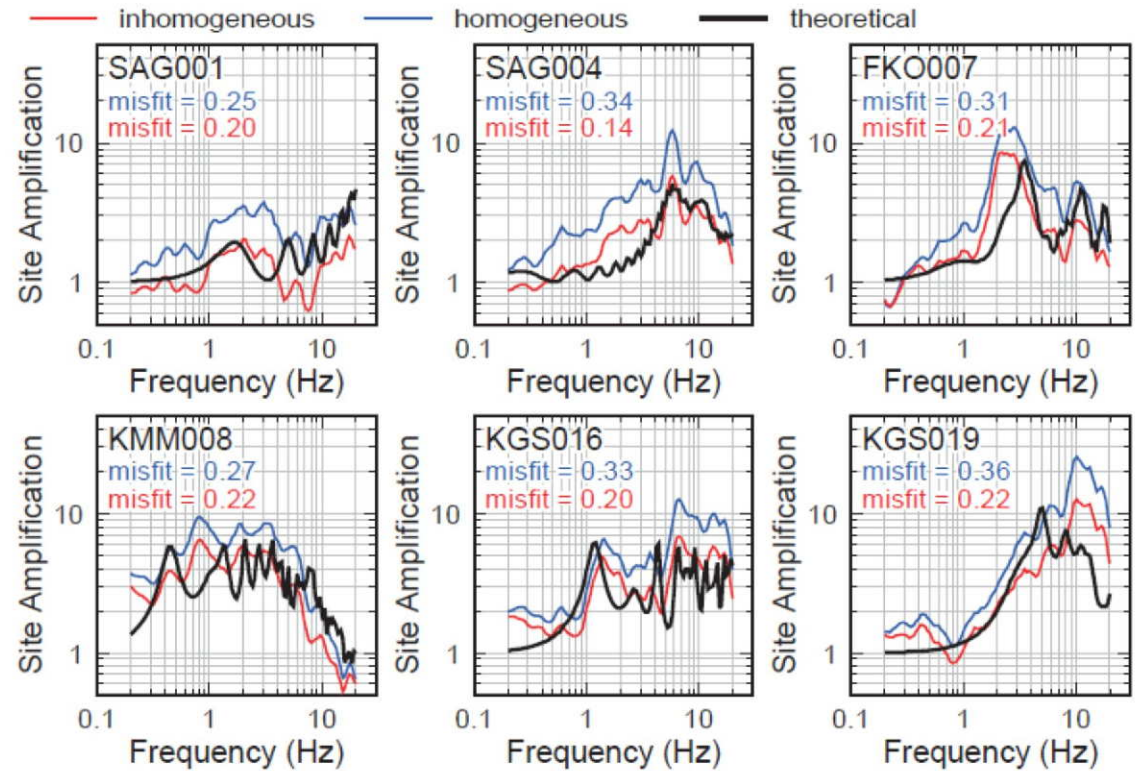 inhomogeneous homogeneous theoretical
SAG001
misfit = 0.25
misfit = 0.20
Site Amplification
10
1
0.1 1 10
Frequency (Hz)
SAG004
misfit = 0.34
misfit = 0.14
Site Amplification
10
1
0.1 1 10
Frequency (Hz)
FKO007
misfit = 0.31
misfit = 0.21
Site Amplification
10
1
0.1 1 10
Frequency (Hz)
KMM008
misfit = 0.27
misfit = 0.22
Site Amplification
10
1
0.1 1 10
Frequency (Hz)
KGS016
misfit = 0.33
misfit = 0.20
Site Amplification
10
1
0.1 1 10
Frequency (Hz)
KGS019
misfit = 0.36
misfit = 0.22
Site Amplification
10
1
0.1 1 10
Frequency (Hz)